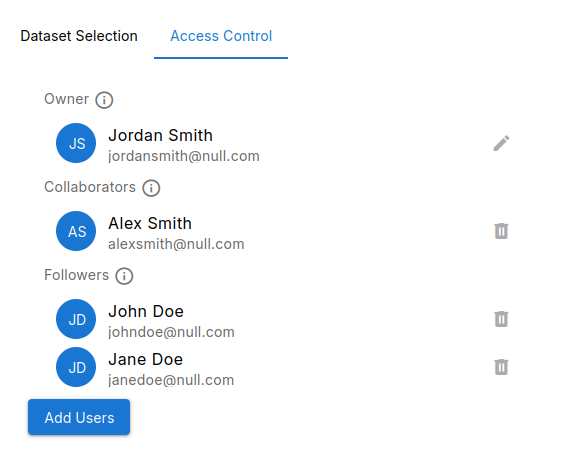 Dataset Selection Access Control
Owner
JS Jordan Smith
jordansmith@null.com
Collaborators
AS Alex Smith
alexsmith@null.com
Followers
JD John Doe
johndoe@null.com
JD Jane Doe
janedoe@null.com
Add Users